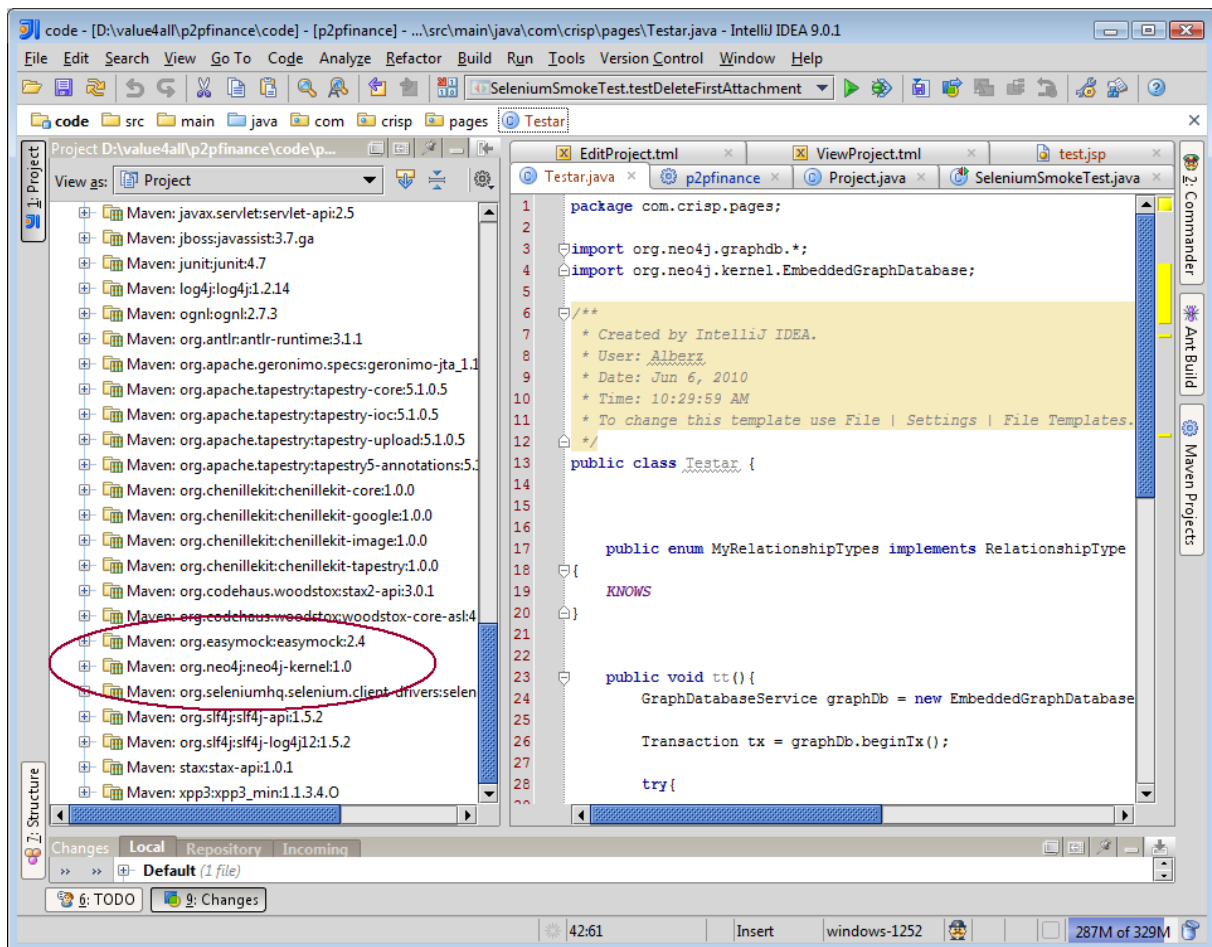 code - [D:\value4all\p2pfinance\code] - [p2pfinance] - ...\src\main\java\com\crisp\pages\Testar.java - IntelliJ IDEA 9.0.1
File Edit Search View Go To Code Analyze Refactor Build Run Tools Version Control Window Help
SeleniumSmokeTest.testDeleteFirstAttachment
code src main java com crisp pages Testar
1: Project
7: Structure
Project D:\value4all\p2pfinance\code\p...
View as: Project
Maven: javax.servlet:servlet-api:2.5
Maven: jboss:javassist:3.7.ga
Maven: junit:junit:4.7
Maven: log4j:log4j:1.2.14
Maven: ognl:ognl:2.7.3
Maven: org.antlr:antlr-runtime:3.1.1
Maven: org.apache.geronimo.specs:geronimo-jta_1.1
Maven: org.apache.tapestry:tapestry-core:5.1.0.5
Maven: org.apache.tapestry:tapestry-ioc:5.1.0.5
Maven: org.apache.tapestry:tapestry-upload:5.1.0.5
Maven: org.apache.tapestry:tapestry5-annotations:5.1
Maven: org.chenillekit:chenillekit-core:1.0.0
Maven: org.chenillekit:chenillekit-google:1.0.0
Maven: org.chenillekit:chenillekit-image:1.0.0
Maven: org.chenillekit:chenillekit-tapestry:1.0.0
Maven: org.codehaus.woodstox:stax2-api:3.0.1
Maven: org.codehaus.woodstox:woodstox-core-asl:4
Maven: org.easymock:easymock:2.4
Maven: org.neo4j:neo4j-kernel:1.0
Maven: org.seleniumhq.selenium.client-drivers:selen
Maven: org.slf4j:slf4j-api:1.5.2
Maven: org.slf4j:slf4j-log4j12:1.5.2
Maven: stax:stax-api:1.0.1
Maven: xpp3:xpp3_min:1.1.3.4.O
EditProject.tml ViewProject.tml test.jsp
Testar.java p2pfinance Project.java SeleniumSmokeTest.java
1 package com.crisp.pages;
2
3 import org.neo4j.graphdb.*;
4 import org.neo4j.kernel.EmbeddedGraphDatabase;
5
6 /**
7 * Created by IntelliJ IDEA.
8 * User: Alberz
9 * Date: Jun 6, 2010
10 * Time: 10:29:59 AM
11 * To change this template use File | Settings | File Templates.
12 */
13 public class Testar {
14
15
16
17 public enum MyRelationshipTypes implements RelationshipType
18 {
19 KNOWS
20 }
21
22
23 public void tt(){
24 GraphDatabaseService graphDb = new EmbeddedGraphDatabase
25
26 Transaction tx = graphDb.beginTx();
27
28 try{
2: Commander
Ant Build
Maven Projects
Changes Local Repository Incoming
Default (1 file)
6: TODO 9: Changes
42:61 Insert windows-1252 287M of 329M